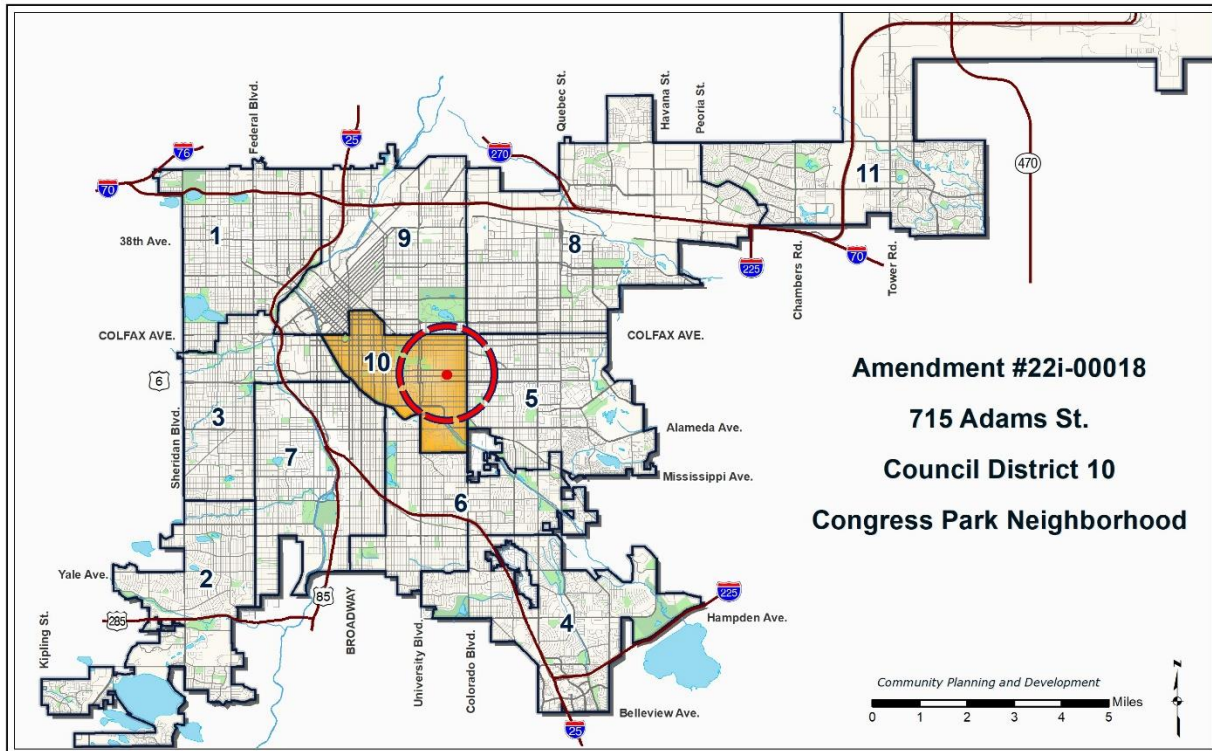 Federal Blvd.
25
Quebec St.
Havana St.
Peoria St.
76
270
70
470
11
1
9
8
38th Ave.
225
Chambers Rd.
70
Tower Rd.
COLFAX AVE.
COLFAX AVE.
10
6
5
3
Sheridan Blvd.
Alameda Ave.
7
Mississippi Ave.
6
Yale Ave.
2
85
285
Kipling St.
BROADWAY
University Blvd.
Colorado Blvd.
4
225
Hampden Ave.
Belleview Ave.
25
Amendment #22i-00018
715 Adams St.
Council District 10
Congress Park Neighborhood
Community Planning and Development
Miles
0 1 2 3 4 5
N